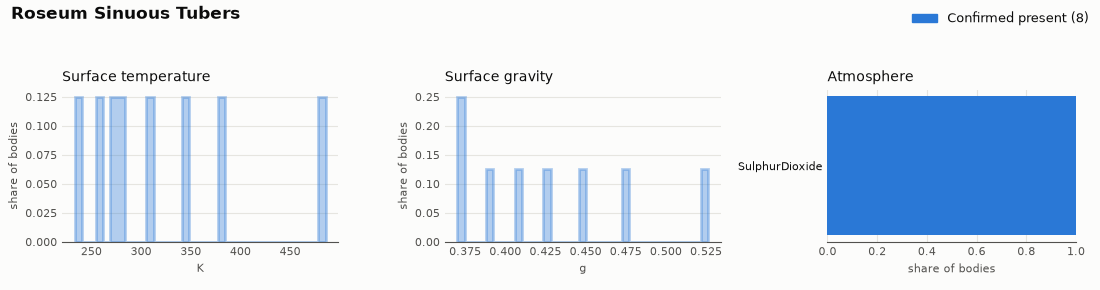 Roseum Sinuous Tubers
Confirmed present (8)
Surface temperature
0.125
0.100
0.075
0.050
0.025
0.000
share of bodies
250
300
350
400
450
K
Surface gravity
0.25
0.20
0.15
0.10
0.05
0.00
share of bodies
0.375
0.400
0.425
0.450
0.475
0.500
0.525
g
Atmosphere
SulphurDioxide
0.0
0.2
0.4
0.6
0.8
1.0
share of bodies